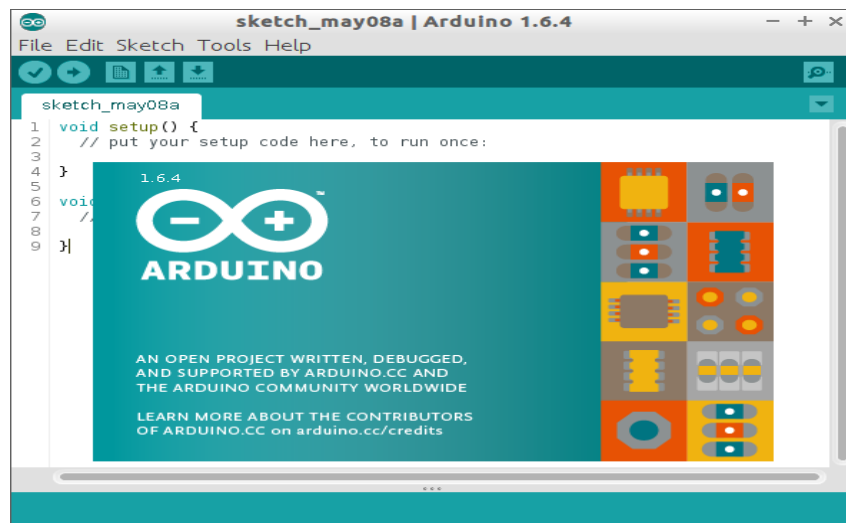 sketch_may08a | Arduino 1.6.4
File Edit Sketch Tools Help
sketch_may08a
1 void setup() {
2 // put your setup code here, to run once:
3
4 }
5
6 voi
7 //
8
9 }
1.6.4
ARDUINO
™
AN OPEN PROJECT WRITTEN, DEBUGGED,
AND SUPPORTED BY ARDUINO.CC AND
THE ARDUINO COMMUNITY WORLDWIDE
LEARN MORE ABOUT THE CONTRIBUTORS
OF ARDUINO.CC on arduino.cc/credits